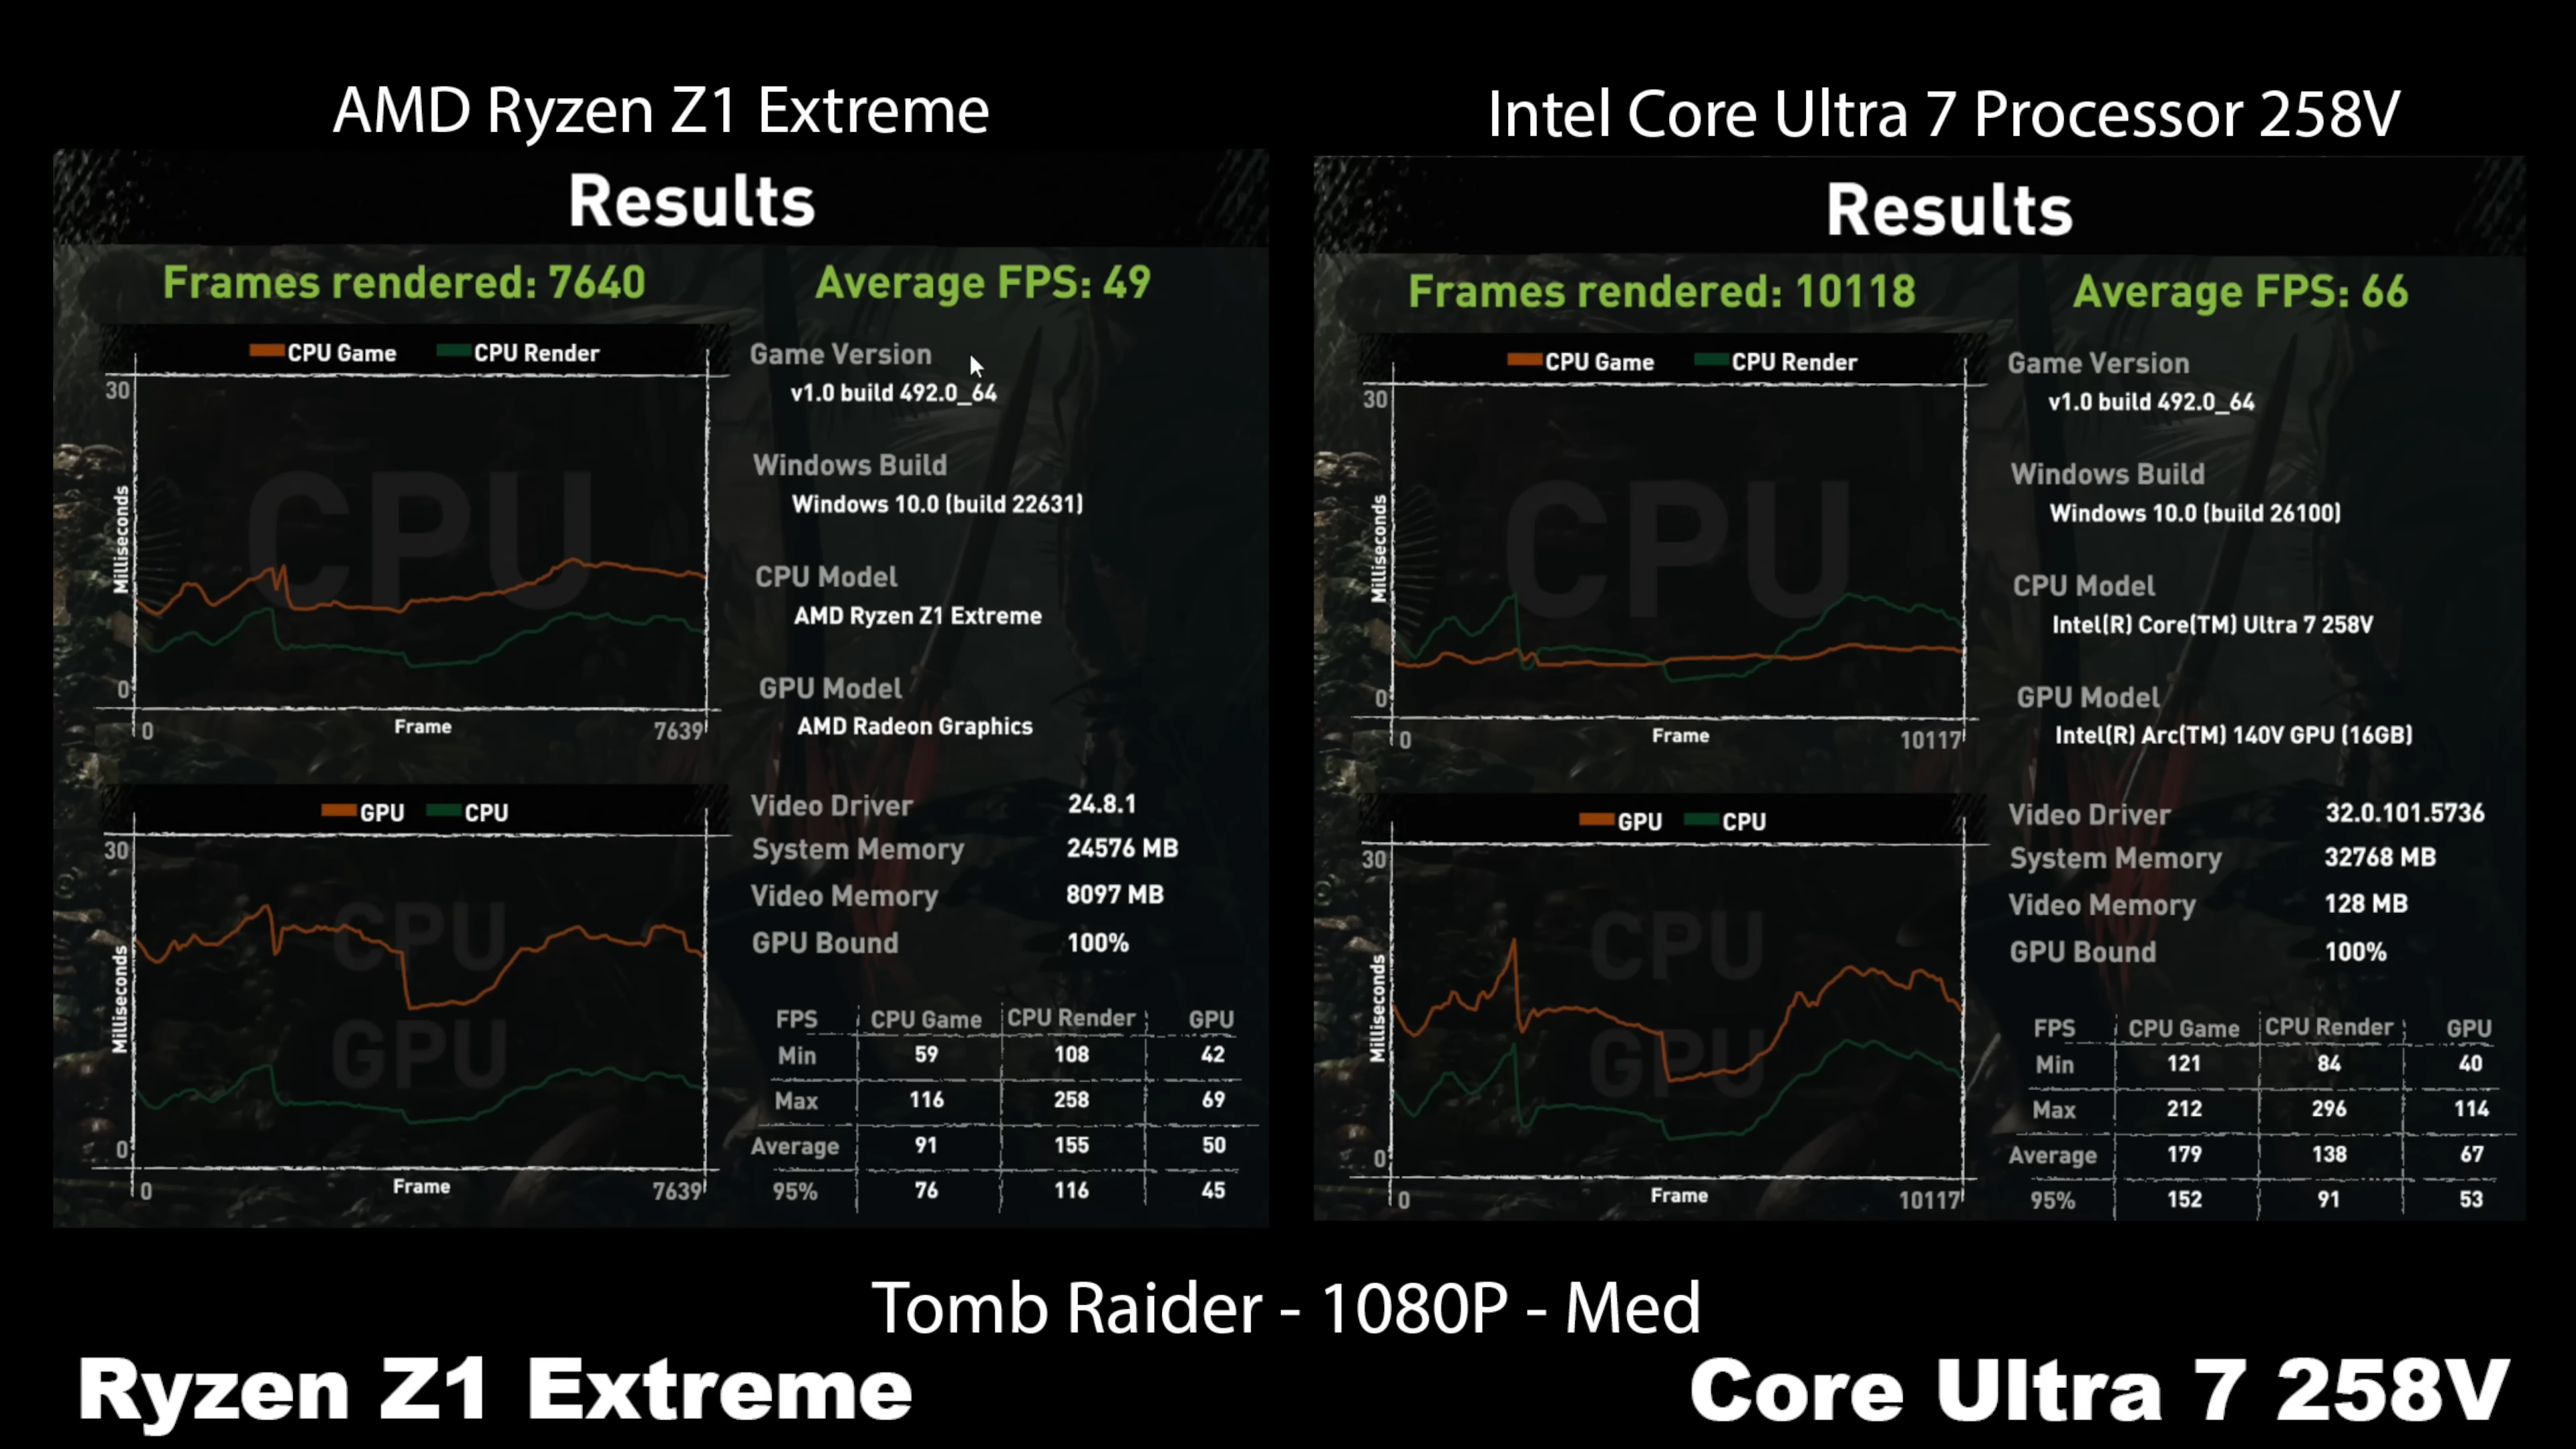 AMD Ryzen Z1 Extreme
Results
Frames rendered: 7640
Average FPS: 49
CPU Game
CPU Render
30
CPU
Milliseconds
0
0
Frame
7639
Game Version
v1.0 build 492.0_64
Windows Build
Windows 10.0 (build 22631)
CPU Model
AMD Ryzen Z1 Extreme
GPU Model
AMD Radeon Graphics
GPU
CPU
30
CPU
GPU
Milliseconds
0
0
Frame
7639
Video Driver 24.8.1
System Memory 24576 MB
Video Memory 8097 MB
GPU Bound 100%
FPS CPU Game CPU Render GPU
Min 59 108 42
Max 116 258 69
Average 91 155 50
95% 76 116 45
Intel Core Ultra 7 Processor 258V
Results
Frames rendered: 10118
Average FPS: 66
CPU Game
CPU Render
30
CPU
Milliseconds
0
0
Frame
10117
Game Version
v1.0 build 492.0_64
Windows Build
Windows 10.0 (build 26100)
CPU Model
Intel(R) Core(TM) Ultra 7 258V
GPU Model
Intel(R) Arc(TM) 140V GPU (16GB)
GPU
CPU
30
CPU
GPU
Milliseconds
0
0
Frame
10117
Video Driver 32.0.101.5736
System Memory 32768 MB
Video Memory 128 MB
GPU Bound 100%
FPS CPU Game CPU Render GPU
Min 121 84 40
Max 212 296 114
Average 179 138 67
95% 152 91 53
Tomb Raider - 1080P - Med
Ryzen Z1 Extreme
Core Ultra 7 258V